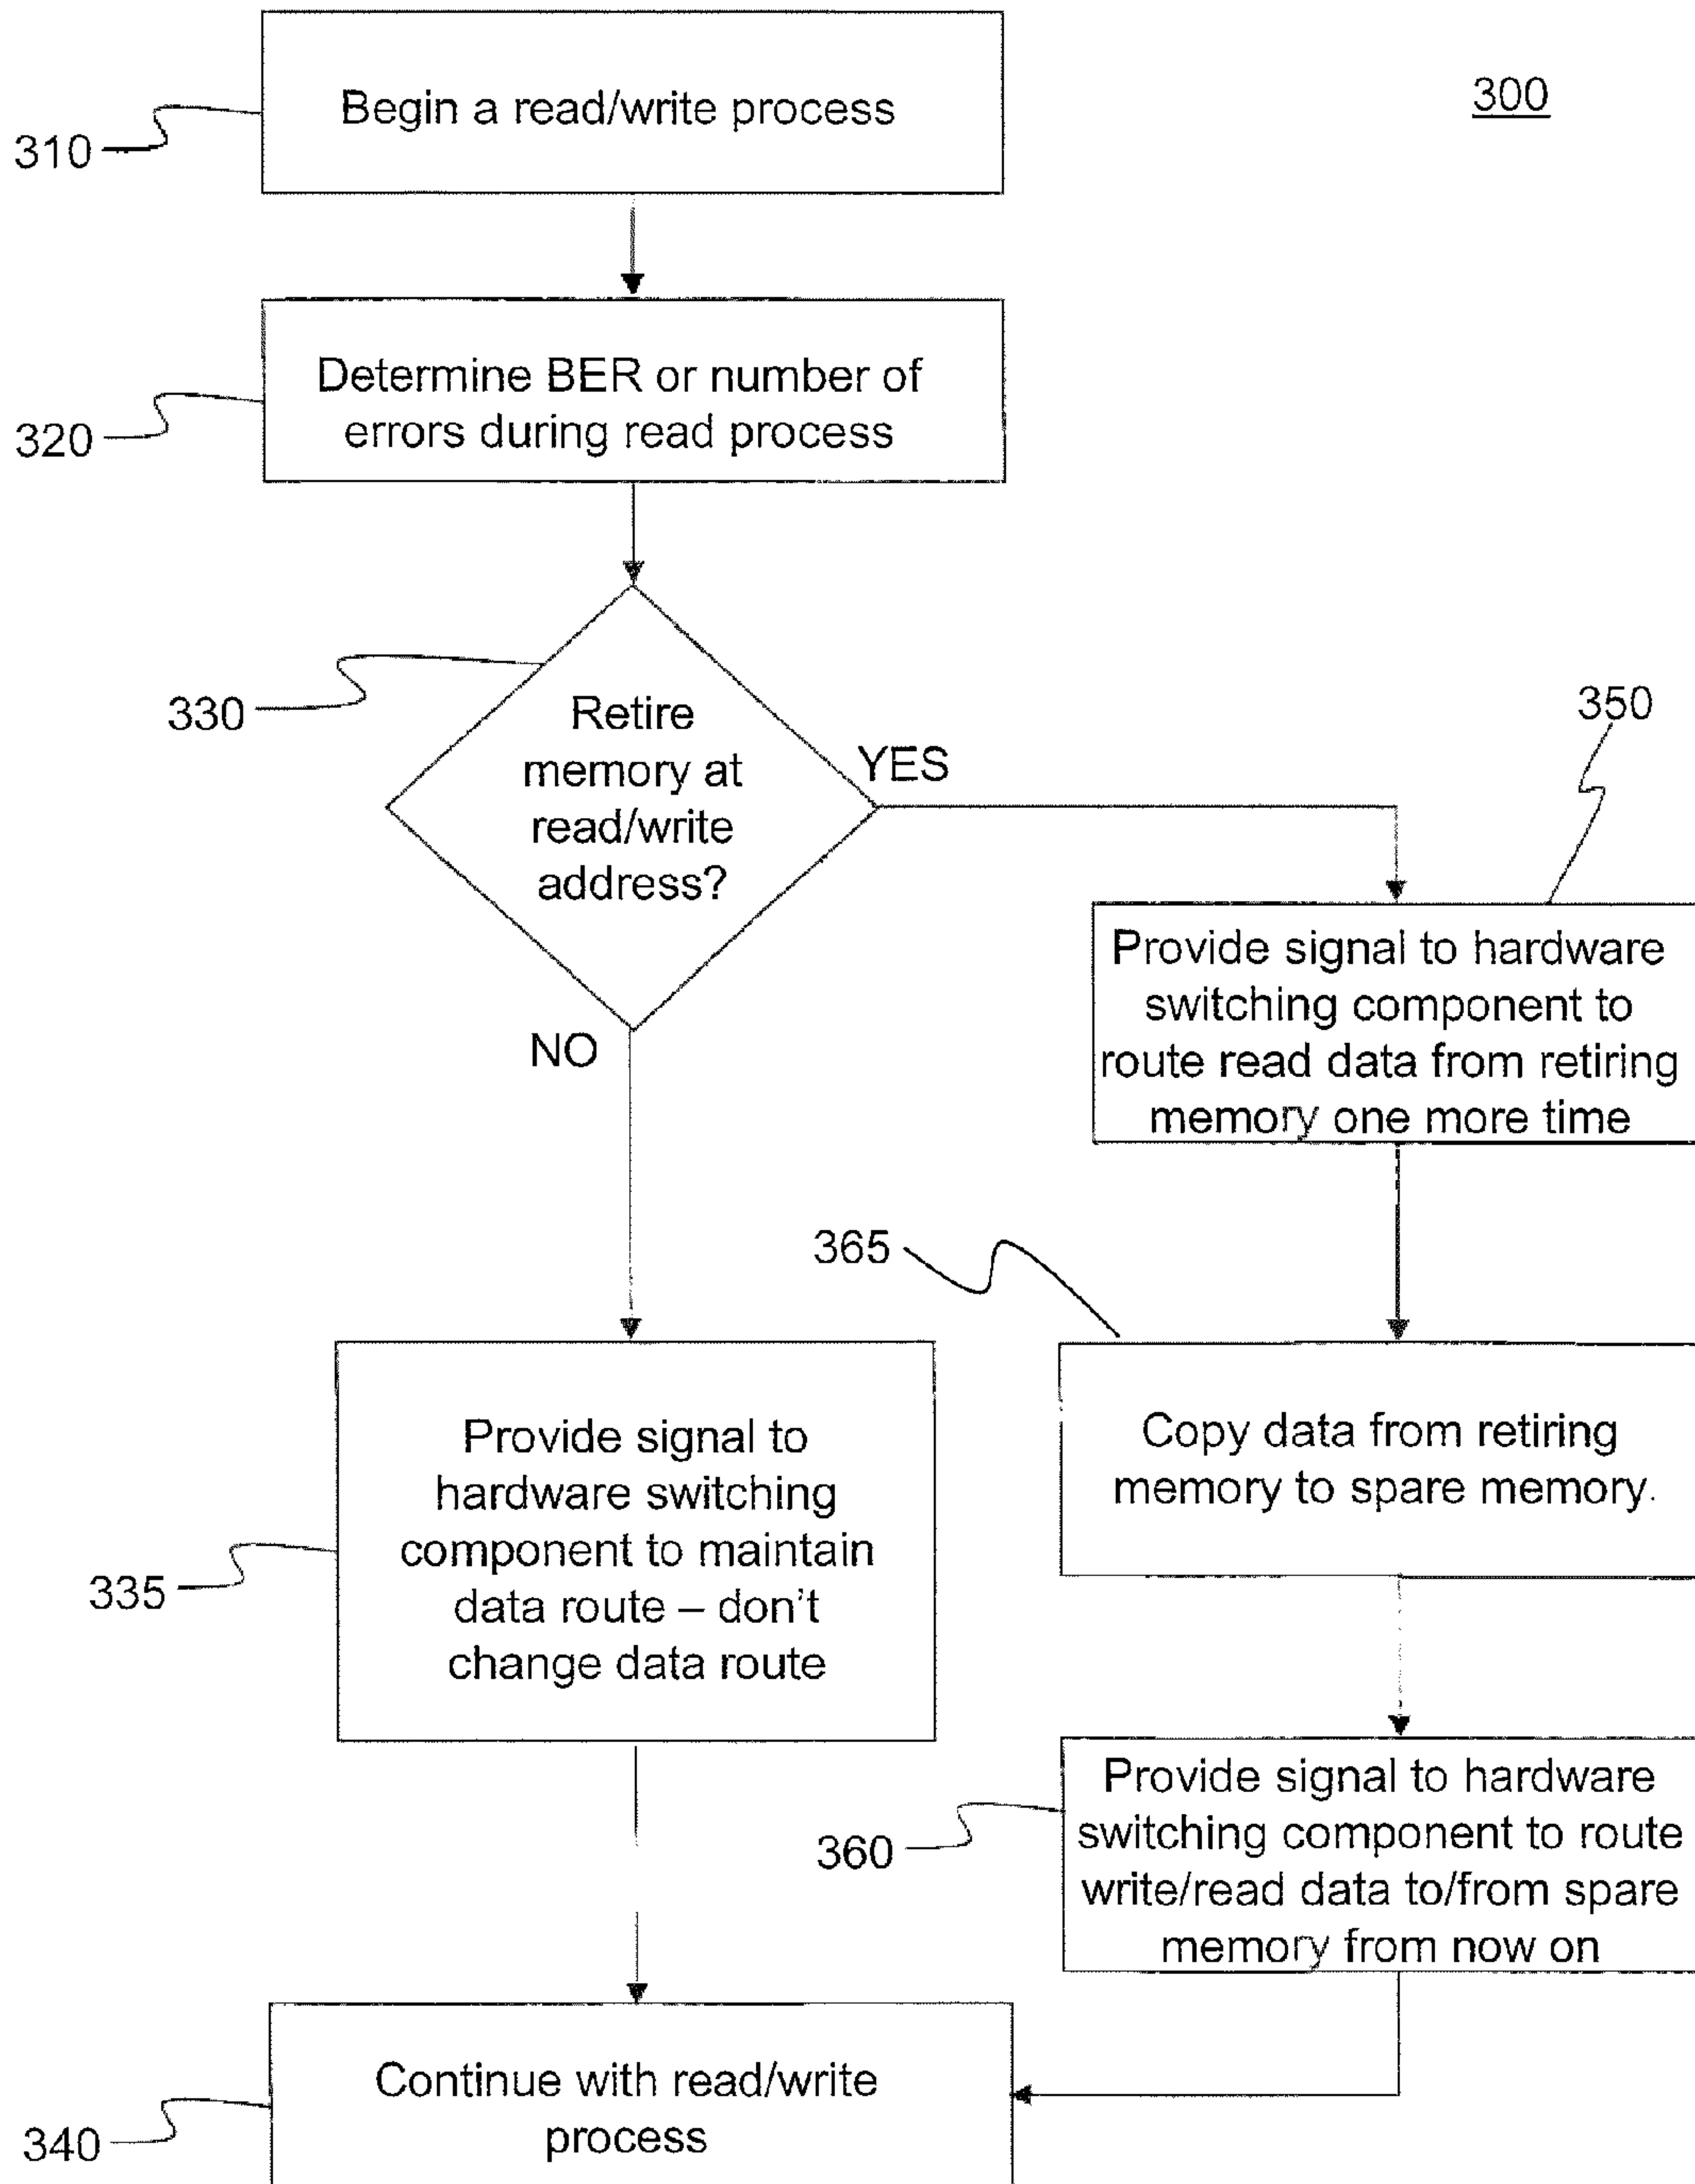 300
310
Begin a read/write process
320
Determine BER or number of
errors during read process
330
Retire
memory at
read/write
address?
YES
NO
350
Provide signal to hardware
switching component to
route read data from retiring
memory one more time
365
Copy data from retiring
memory to spare memory.
335
Provide signal to
hardware switching
component to maintain
data route – don't
change data route
360
Provide signal to hardware
switching component to route
write/read data to/from spare
memory from now on
340
Continue with read/write
process